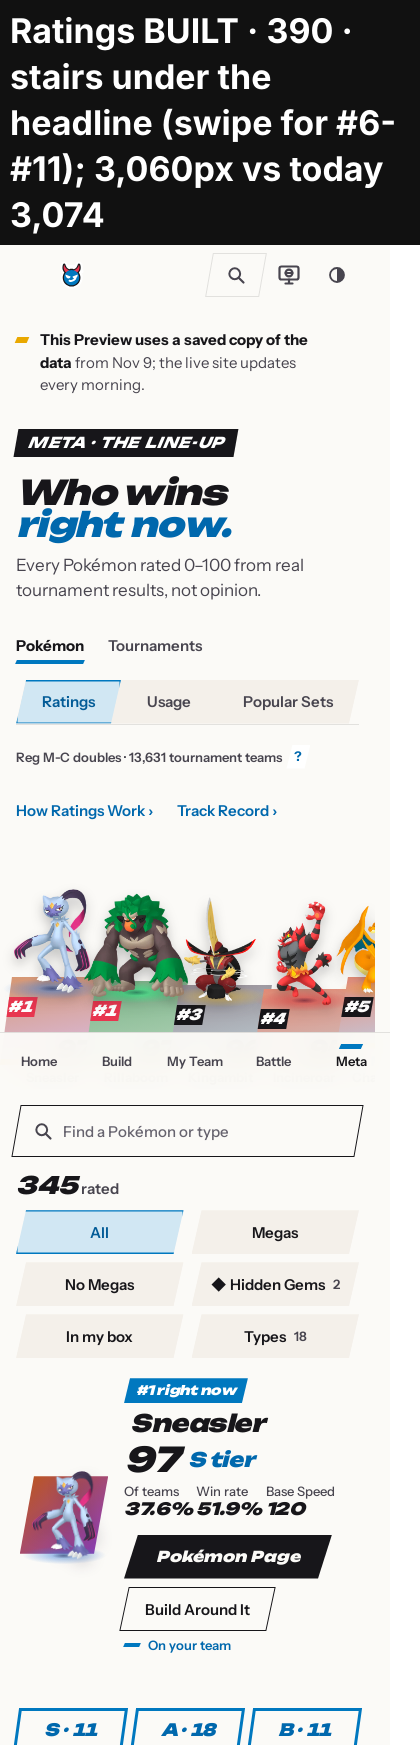 Ratings BUILT · 390 ·
stairs under the
headline (swipe for #6-
#11); 3,060px vs today
3,074
This Preview uses a saved copy of the
data from Nov 9; the live site updates
every morning.
META · THE LINE-UP
Who wins
right now.
Every Pokémon rated 0–100 from real
tournament results, not opinion.
Pokémon Tournaments
Ratings Usage Popular Sets
Reg M-C doubles · 13,631 tournament teams ?
How Ratings Work › Track Record ›
#1 #1 #3 #4 #5
Home Build My Team Battle Meta
Find a Pokémon or type
345 rated
All Megas
No Megas ◆ Hidden Gems 2
In my box Types 18
#1 right now
Sneasler
97 S tier
Of teams Win rate Base Speed
37.6% 51.9% 120
Pokémon Page
Build Around It
On your team
S · 11 A · 18 B · 11